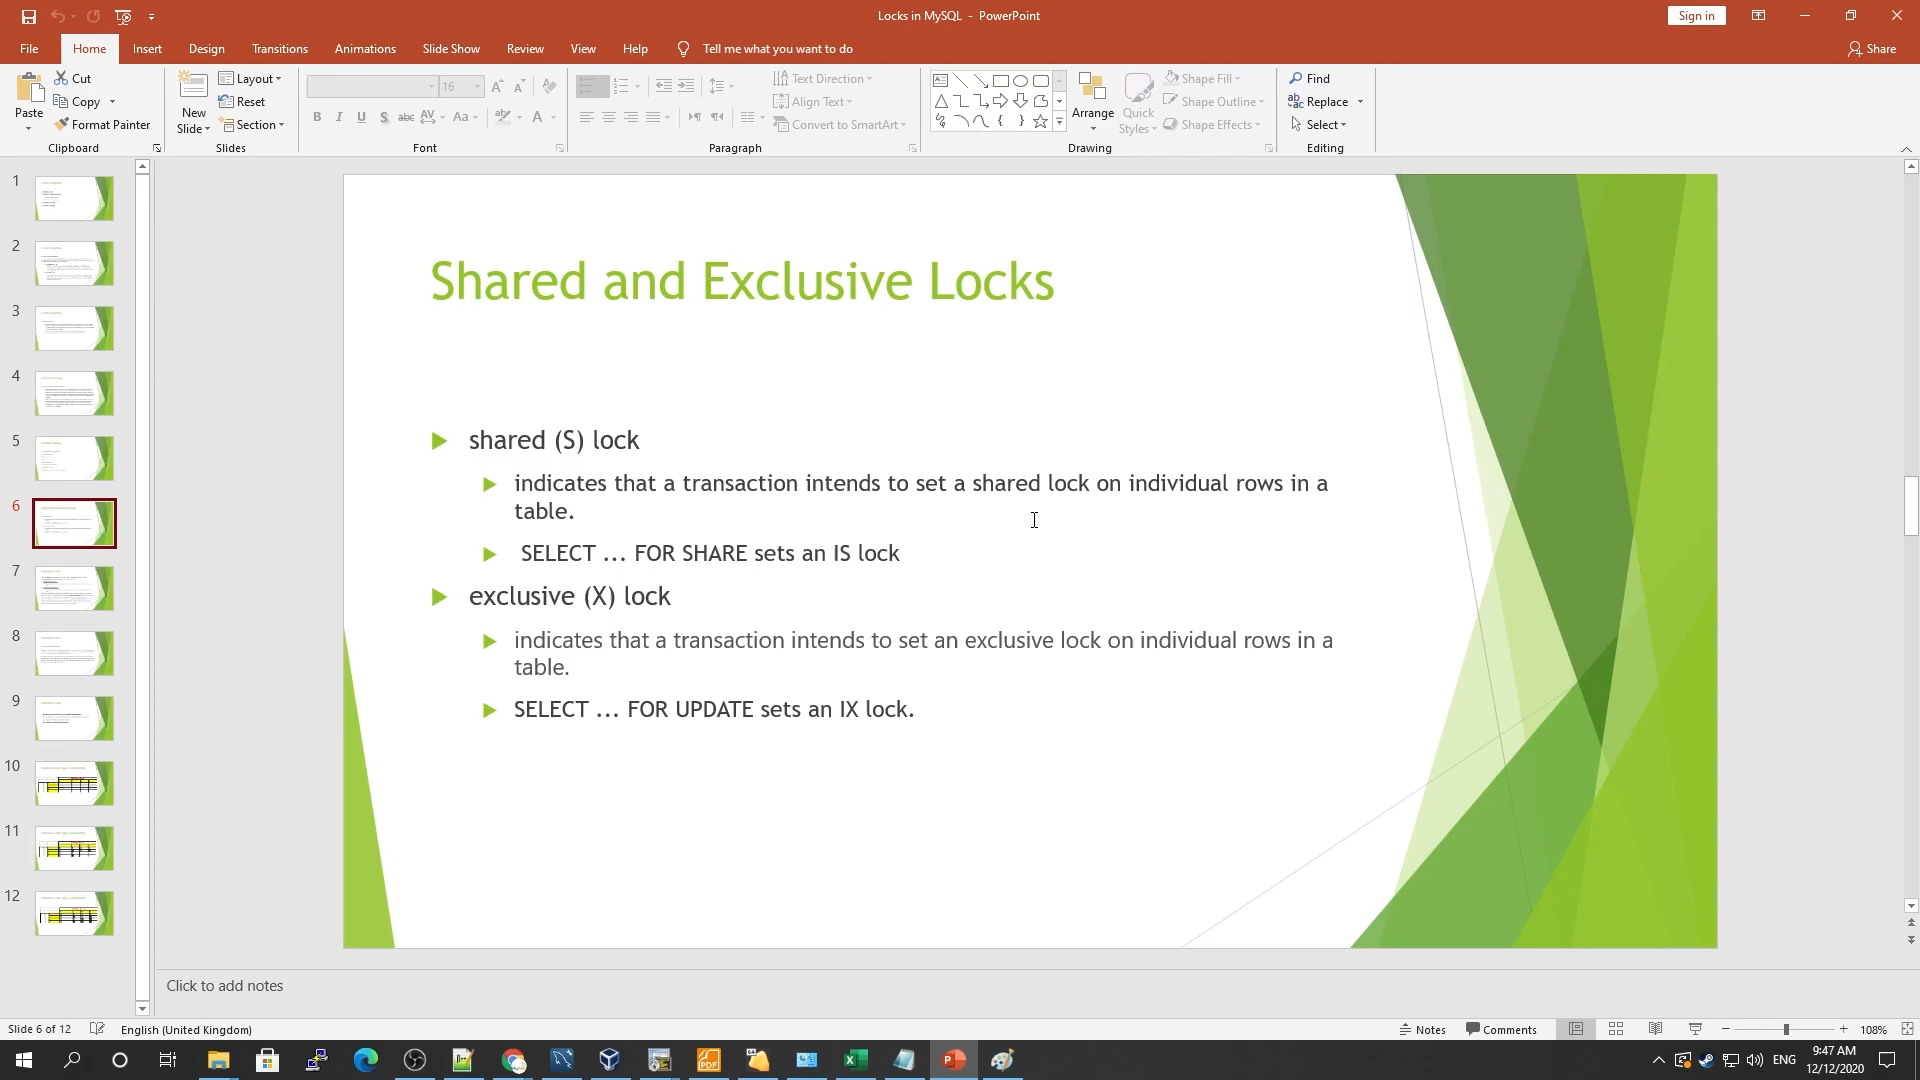 Locks in MySQL - PowerPoint
Sign in
File Home Insert Design Transitions Animations Slide Show Review View Help Tell me what you want to do Share
Paste
Cut
Copy
Format Painter
Clipboard
New
Slide
Layout
Reset
Section
Slides
16
B I U S abc AV Aa A
Font
Text Direction
Align Text
Convert to SmartArt
Paragraph
Arrange
Quick
Styles
Shape Fill
Shape Outline
Shape Effects
Drawing
Find
Replace
Select
Editing
1
2
3
4
5
6
7
8
9
10
11
12
Shared and Exclusive Locks
shared (S) lock
indicates that a transaction intends to set a shared lock on individual rows in a
table.
SELECT ... FOR SHARE sets an IS lock
exclusive (X) lock
indicates that a transaction intends to set an exclusive lock on individual rows in a
table.
SELECT ... FOR UPDATE sets an IX lock.
Click to add notes
Slide 6 of 12 English (United Kingdom) Notes Comments 108%
ENG
9:47 AM
12/12/2020